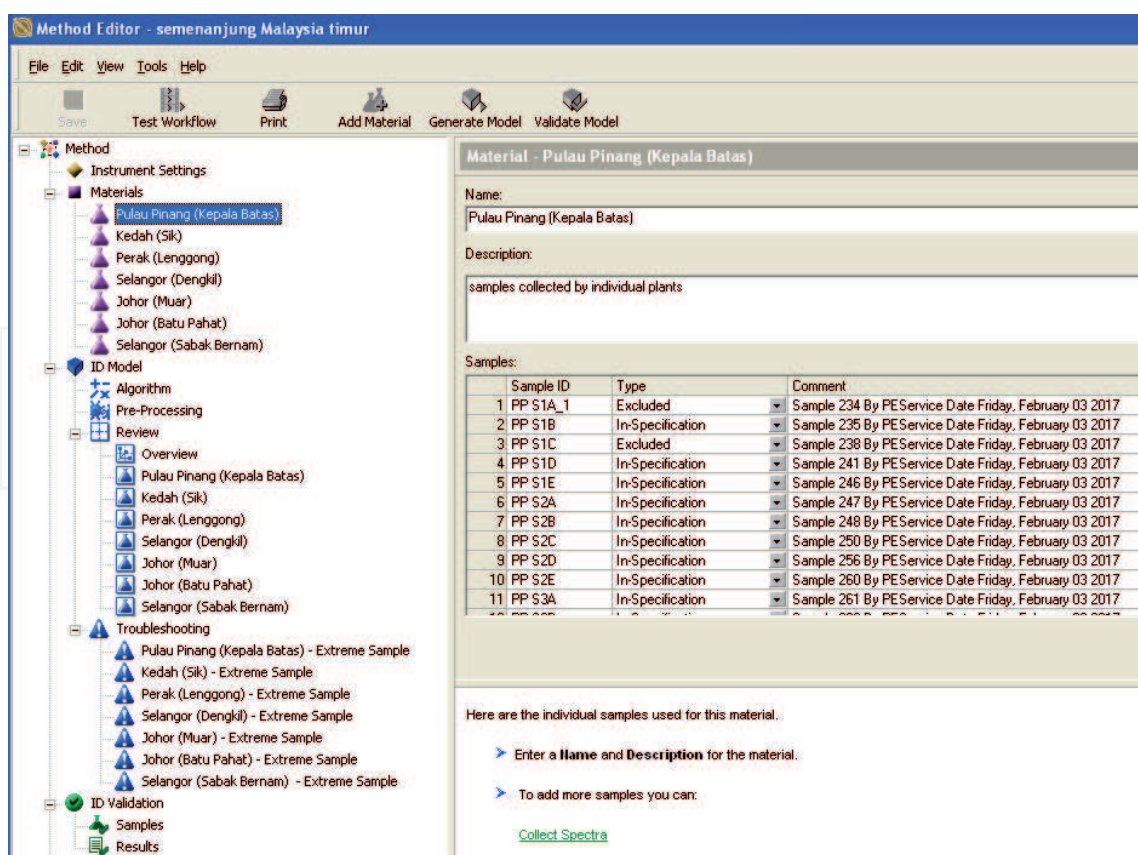 Method Editor - semenanjung Malaysia timur
File Edit View Tools Help
Save Test Workflow Print Add Material Generate Model Validate Model
Method
Instrument Settings
Materials
Pulau Pinang (Kepala Batas)
Kedah (Sik)
Perak (Lenggong)
Selangor (Dengkil)
Johor (Muar)
Johor (Batu Pahat)
Selangor (Sabak Bernam)
ID Model
Algorithm
Pre-Processing
Review
Overview
Pulau Pinang (Kepala Batas)
Kedah (Sik)
Perak (Lenggong)
Selangor (Dengkil)
Johor (Muar)
Johor (Batu Pahat)
Selangor (Sabak Bernam)
Troubleshooting
Pulau Pinang (Kepala Batas) - Extreme Sample
Kedah (Sik) - Extreme Sample
Perak (Lenggong) - Extreme Sample
Selangor (Dengkil) - Extreme Sample
Johor (Muar) - Extreme Sample
Johor (Batu Pahat) - Extreme Sample
Selangor (Sabak Bernam) - Extreme Sample
ID Validation
Samples
Results
Material - Pulau Pinang (Kepala Batas)
Name:
Pulau Pinang (Kepala Batas)
Description:
samples collected by individual plants
Samples:
Sample ID Type Comment
1 PP S1A_1 Excluded Sample 234 By PEService Date Friday, February 03 2017
2 PP S1B In-Specification Sample 235 By PEService Date Friday, February 03 2017
3 PP S1C Excluded Sample 238 By PEService Date Friday, February 03 2017
4 PP S1D In-Specification Sample 241 By PEService Date Friday, February 03 2017
5 PP S1E In-Specification Sample 246 By PEService Date Friday, February 03 2017
6 PP S2A In-Specification Sample 247 By PEService Date Friday, February 03 2017
7 PP S2B In-Specification Sample 248 By PEService Date Friday, February 03 2017
8 PP S2C In-Specification Sample 250 By PEService Date Friday, February 03 2017
9 PP S2D In-Specification Sample 256 By PEService Date Friday, February 03 2017
10 PP S2E In-Specification Sample 260 By PEService Date Friday, February 03 2017
11 PP S3A In-Specification Sample 261 By PEService Date Friday, February 03 2017
Here are the individual samples used for this material.
Enter a Name and Description for the material.
To add more samples you can:
Collect Spectra